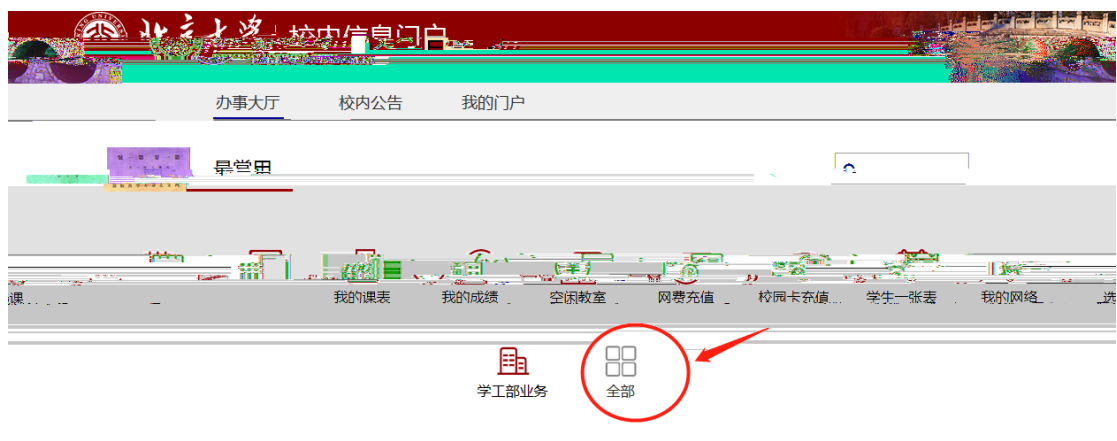 北京大学 校内信息门户
办事大厅 校内公告 我的门户
最常用
我的课表 我的成绩 空闲教室 网费充值 校园卡充值 学生一张表 我的网络 选
课
学工部业务 全部